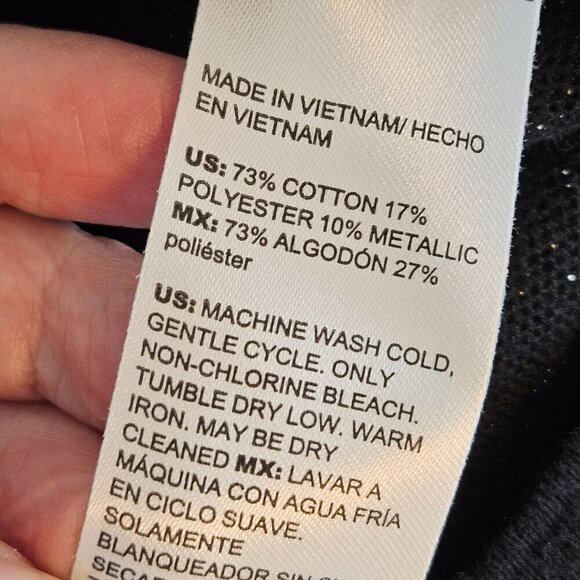 MADE IN VIETNAM/ HECHO
EN VIETNAM
US: 73% COTTON 17%
POLYESTER 10% METALLIC
MX: 73% ALGODÓN 27%
poliéster
US: MACHINE WASH COLD,
GENTLE CYCLE. ONLY
NON-CHLORINE BLEACH.
TUMBLE DRY LOW. WARM
IRON. MAY BE DRY
CLEANED MX: LAVAR A
MÁQUINA CON AGUA FRÍA
EN CICLO SUAVE.
SOLAMENTE
BLANQUEADOR SIN